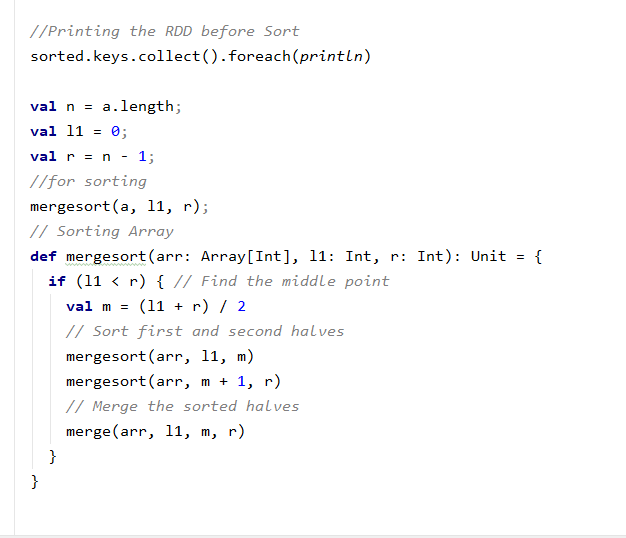 //Printing the RDD before Sort
sorted.keys.collect().foreach(println)
val n = a.length;
val l1 = 0;
val r = n - 1;
//for sorting
mergesort(a, l1, r);
// Sorting Array
def mergesort(arr: Array[Int], l1: Int, r: Int): Unit = {
if (l1 < r) { // Find the middle point
val m = (l1 + r) / 2
// Sort first and second halves
mergesort(arr, l1, m)
mergesort(arr, m + 1, r)
// Merge the sorted halves
merge(arr, l1, m, r)
}
}